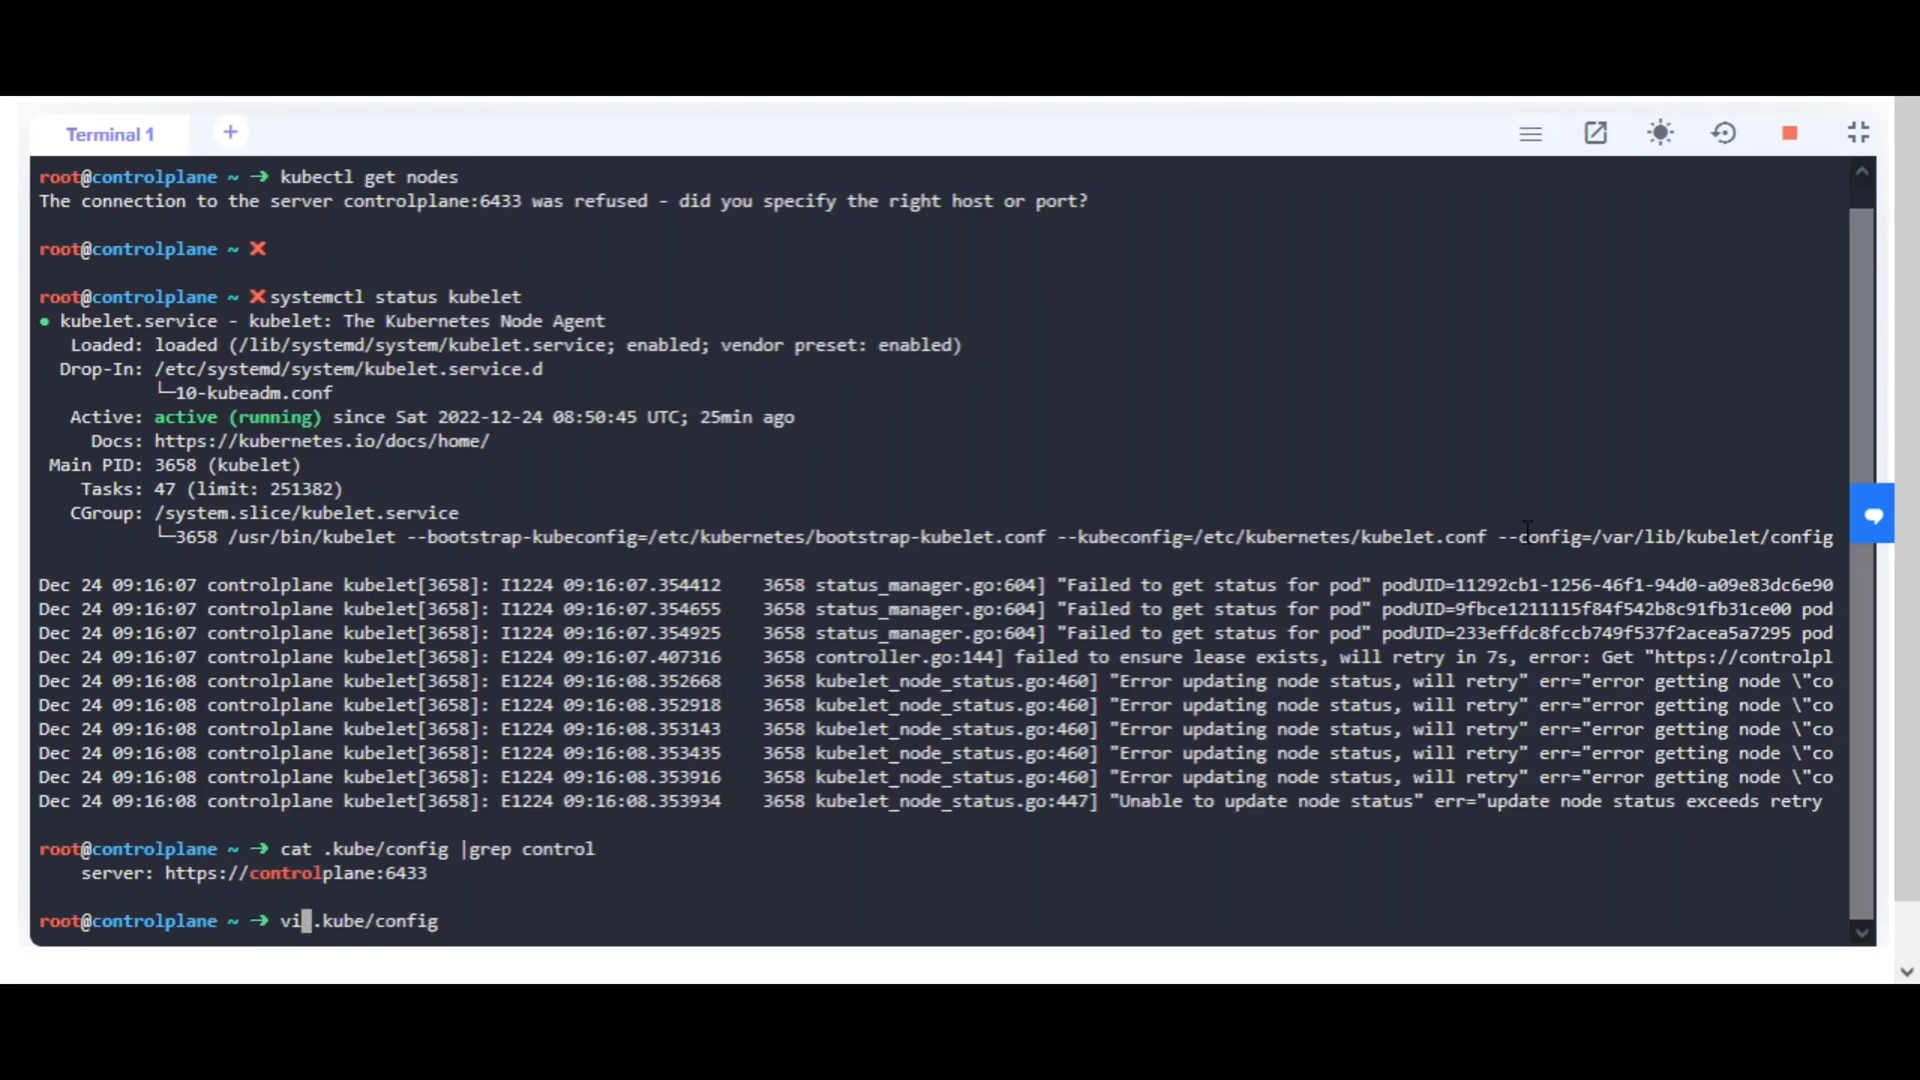 Terminal 1
+
root@controlplane ~ → kubectl get nodes
The connection to the server controlplane:6433 was refused - did you specify the right host or port?
root@controlplane ~ ✖
root@controlplane ~ ✖systemctl status kubelet
● kubelet.service - kubelet: The Kubernetes Node Agent
Loaded: loaded (/lib/systemd/system/kubelet.service; enabled; vendor preset: enabled)
Drop-In: /etc/systemd/system/kubelet.service.d
└─10-kubeadm.conf
Active: active (running) since Sat 2022-12-24 08:50:45 UTC; 25min ago
Docs: https://kubernetes.io/docs/home/
Main PID: 3658 (kubelet)
Tasks: 47 (limit: 251382)
CGroup: /system.slice/kubelet.service
└─3658 /usr/bin/kubelet --bootstrap-kubeconfig=/etc/kubernetes/bootstrap-kubelet.conf --kubeconfig=/etc/kubernetes/kubelet.conf --config=/var/lib/kubelet/config
Dec 24 09:16:07 controlplane kubelet[3658]: I1224 09:16:07.354412 3658 status_manager.go:604] "Failed to get status for pod" podUID=11292cb1-1256-46f1-94d0-a09e83dc6e90
Dec 24 09:16:07 controlplane kubelet[3658]: I1224 09:16:07.354655 3658 status_manager.go:604] "Failed to get status for pod" podUID=9fbce1211115f84f542b8c91fb31ce00 pod
Dec 24 09:16:07 controlplane kubelet[3658]: I1224 09:16:07.354925 3658 status_manager.go:604] "Failed to get status for pod" podUID=233effdc8fccb749f537f2acea5a7295 pod
Dec 24 09:16:07 controlplane kubelet[3658]: E1224 09:16:07.407316 3658 controller.go:144] failed to ensure lease exists, will retry in 7s, error: Get "https://controlpl
Dec 24 09:16:08 controlplane kubelet[3658]: E1224 09:16:08.352668 3658 kubelet_node_status.go:460] "Error updating node status, will retry" err="error getting node \"co
Dec 24 09:16:08 controlplane kubelet[3658]: E1224 09:16:08.352918 3658 kubelet_node_status.go:460] "Error updating node status, will retry" err="error getting node \"co
Dec 24 09:16:08 controlplane kubelet[3658]: E1224 09:16:08.353143 3658 kubelet_node_status.go:460] "Error updating node status, will retry" err="error getting node \"co
Dec 24 09:16:08 controlplane kubelet[3658]: E1224 09:16:08.353435 3658 kubelet_node_status.go:460] "Error updating node status, will retry" err="error getting node \"co
Dec 24 09:16:08 controlplane kubelet[3658]: E1224 09:16:08.353916 3658 kubelet_node_status.go:460] "Error updating node status, will retry" err="error getting node \"co
Dec 24 09:16:08 controlplane kubelet[3658]: E1224 09:16:08.353934 3658 kubelet_node_status.go:447] "Unable to update node status" err="update node status exceeds retry
root@controlplane ~ → cat .kube/config |grep control
server: https://controlplane:6433
root@controlplane ~ → vi .kube/config